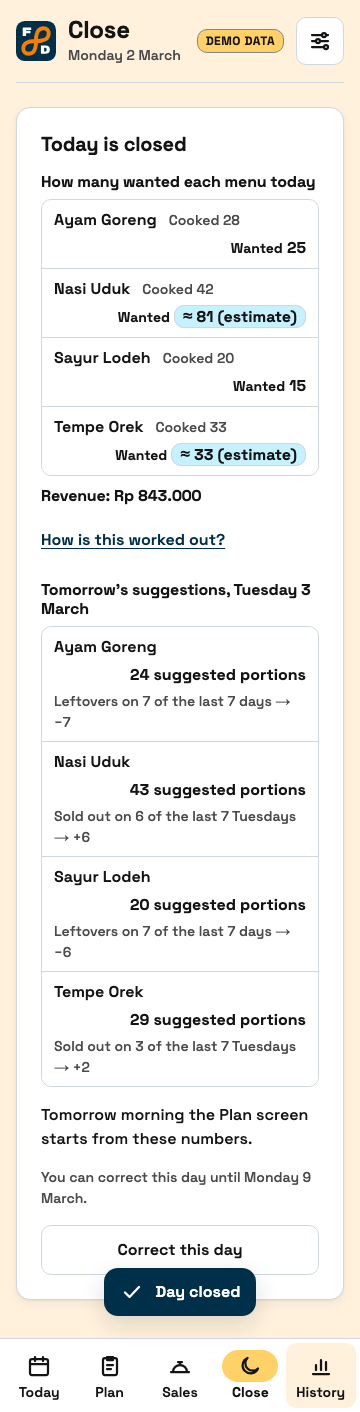 F
D
Close
Monday 2 March
DEMO DATA
Today is closed
How many wanted each menu today
Ayam Goreng Cooked 28
Wanted 25
Nasi Uduk Cooked 42
Wanted ≈ 81 (estimate)
Sayur Lodeh Cooked 20
Wanted 15
Tempe Orek Cooked 33
Wanted ≈ 33 (estimate)
Revenue: Rp 843.000
How is this worked out?
Tomorrow's suggestions, Tuesday 3
March
Ayam Goreng
24 suggested portions
Leftovers on 7 of the last 7 days →
−7
Nasi Uduk
43 suggested portions
Sold out on 6 of the last 7 Tuesdays
→ +6
Sayur Lodeh
20 suggested portions
Leftovers on 7 of the last 7 days →
−6
Tempe Orek
29 suggested portions
Sold out on 3 of the last 7 Tuesdays
→ +2
Tomorrow morning the Plan screen
starts from these numbers.
You can correct this day until Monday 9
March.
Correct this day
Day closed
Today
Plan
Sales
Close
History